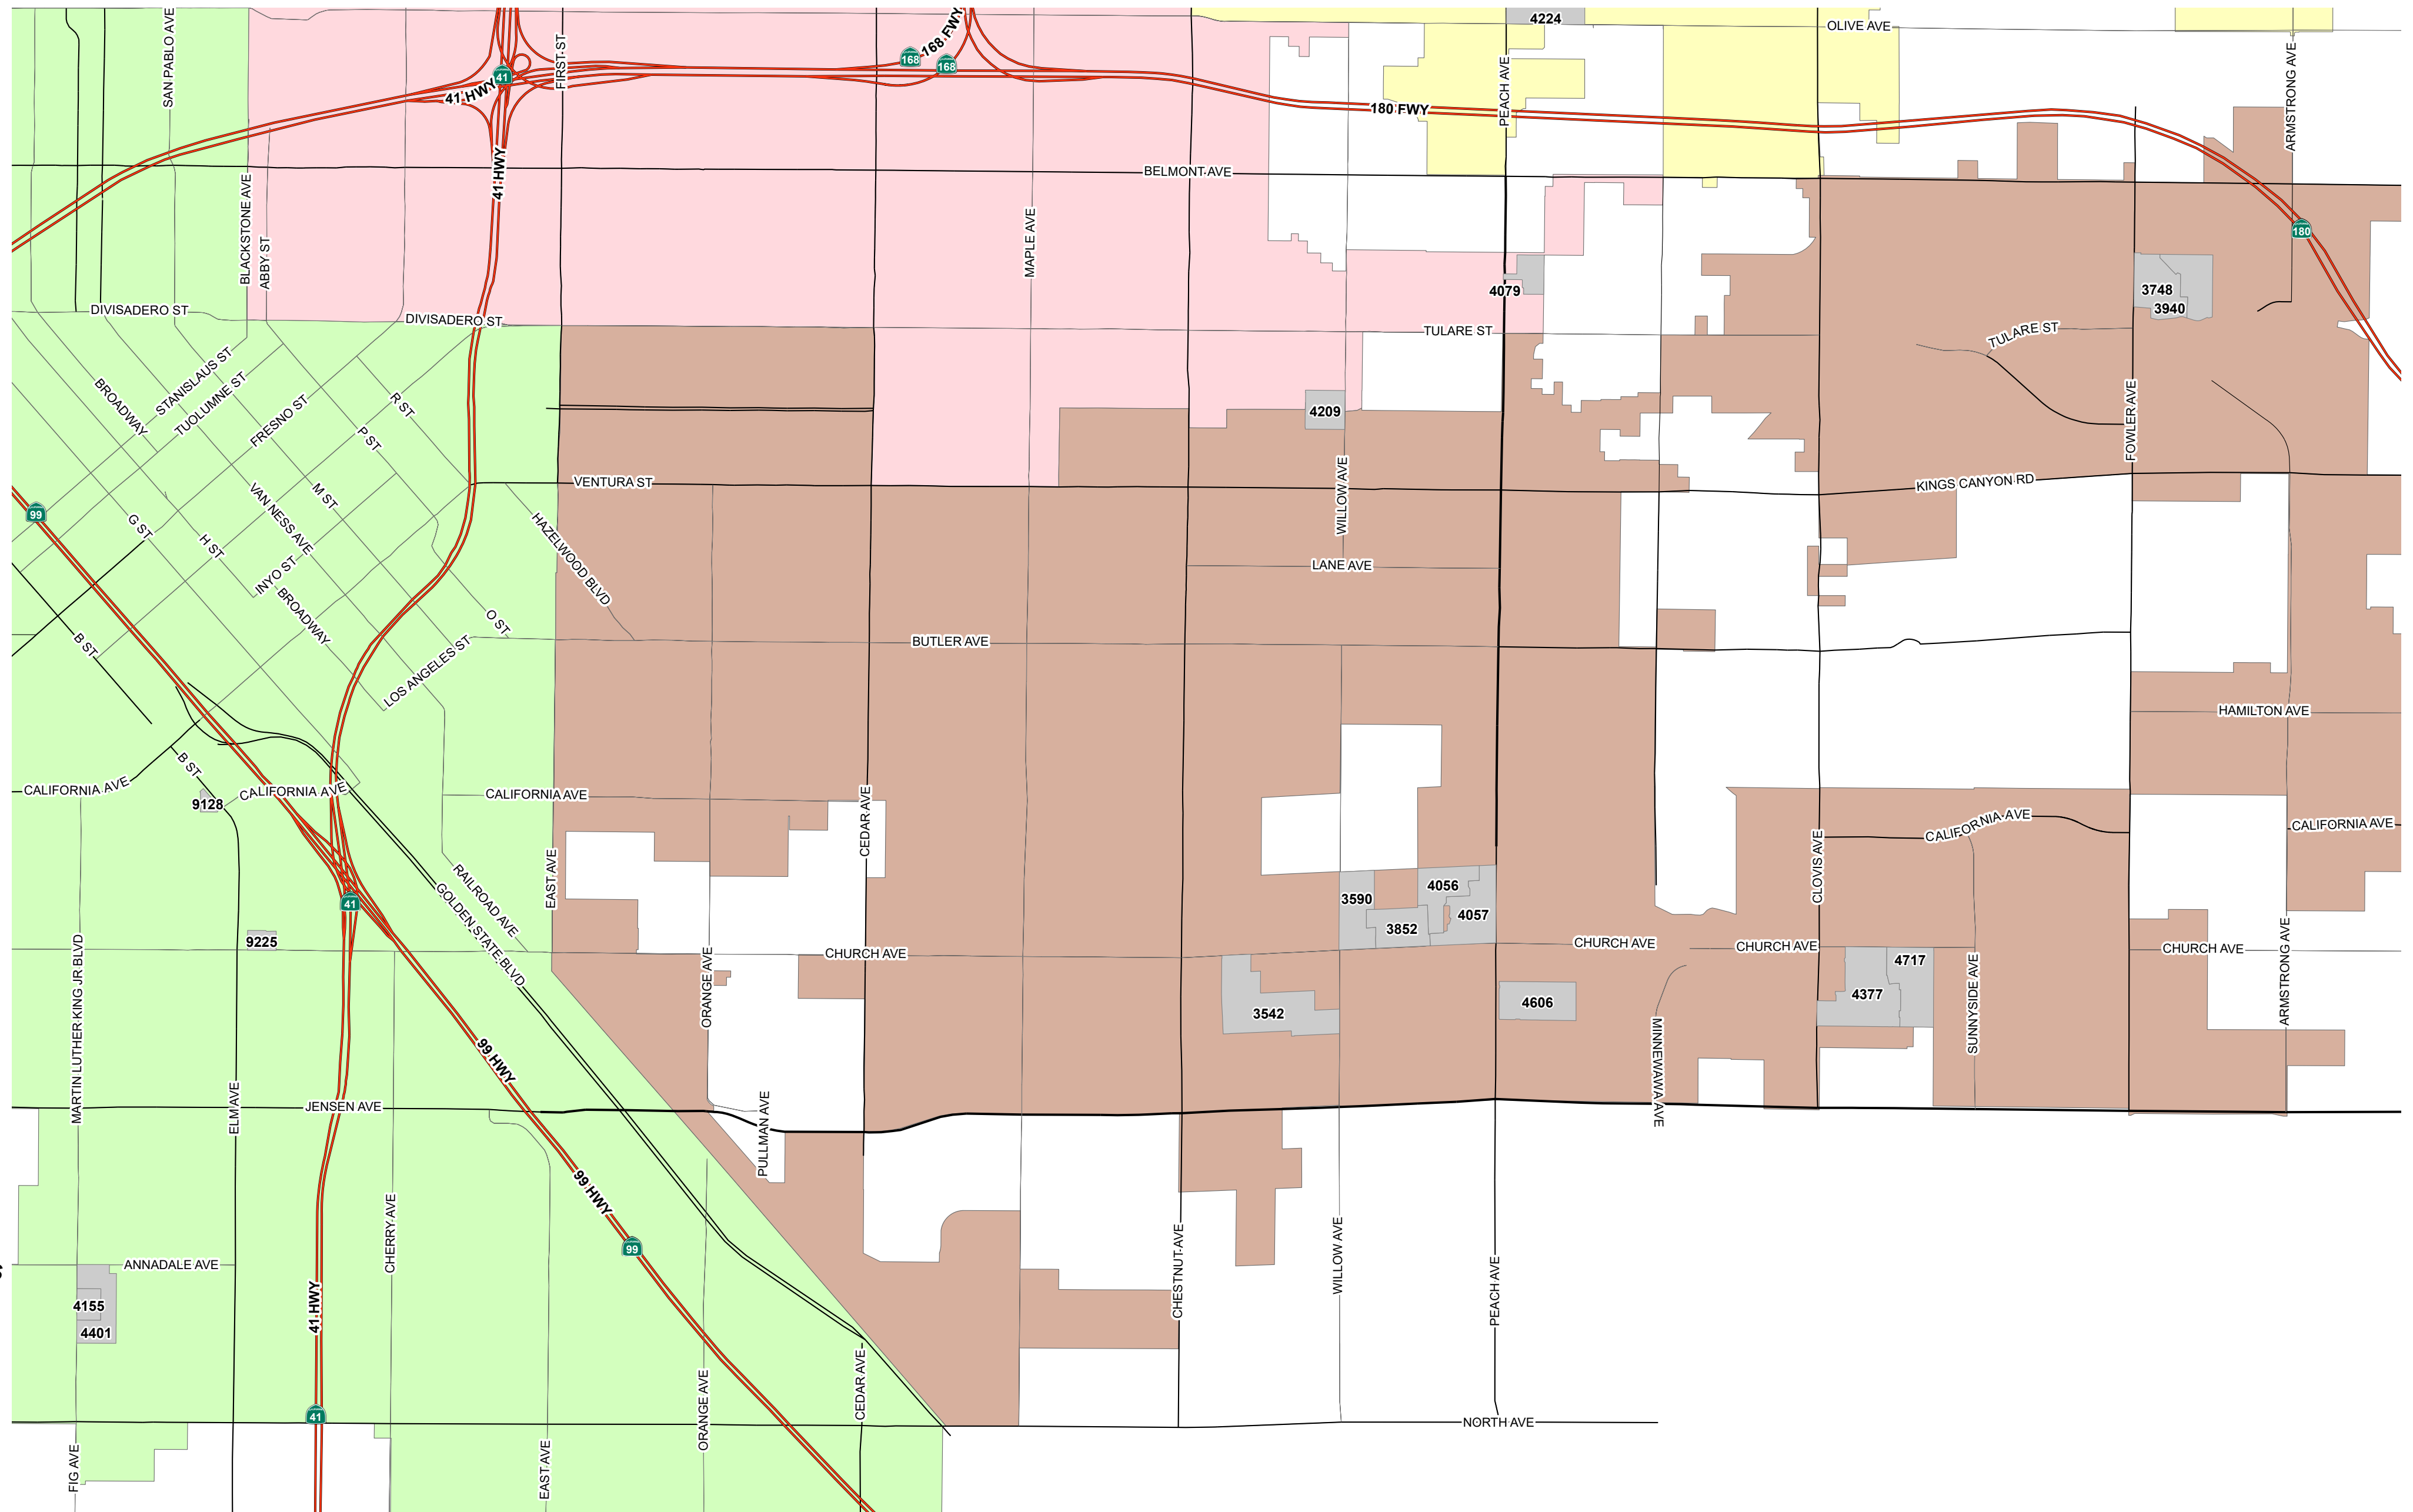 4224
OLIVE AVE
SAN PABLO AVE
FIRST ST
168 FWY
168
168
41
41 HWY
PEACH AVE
ARMSTRONG AVE
180 FWY
41 HWY
BELMONT AVE
BLACKSTONE AVE
ABBY ST
MAPLE AVE
180
4079
3748
3940
DIVISADERO ST
DIVISADERO ST
TULARE ST
TULARE ST
STANISLAUS ST
TUOLUMNE ST
BROADWAY
FRESNO ST
R ST
P ST
4209
FOWLER AVE
VENTURA ST
KINGS CANYON RD
WILLOW AVE
99
G ST
H ST
VAN NESS AVE
M ST
HAZELWOOD BLVD
INYO ST
BROADWAY
LANE AVE
O ST
B ST
LOS ANGELES ST
BUTLER AVE
HAMILTON AVE
B ST
CALIFORNIA AVE
CALIFORNIA AVE
CALIFORNIA AVE
9128
CEDAR AVE
CALIFORNIA AVE
CALIFORNIA AVE
EAST AVE
CLOVIS AVE
RAILROAD AVE
GOLDEN STATE BLVD
41
3590
4056
4057
3852
9225
CHURCH AVE
CHURCH AVE
CHURCH AVE
CHURCH AVE
4717
4377
4606
3542
MARTIN LUTHER KING JR BLVD
ORANGE AVE
SUNNYSIDE AVE
ARMSTRONG AVE
MINNEWAWA AVE
99 HWY
ELM AVE
JENSEN AVE
PULLMAN AVE
99 HWY
CHERRY AVE
99
ANNADALE AVE
4155
4401
41 HWY
CHESTNUT AVE
WILLOW AVE
PEACH AVE
41
CEDAR AVE
ORANGE AVE
NORTH AVE
FIG AVE
EAST AVE